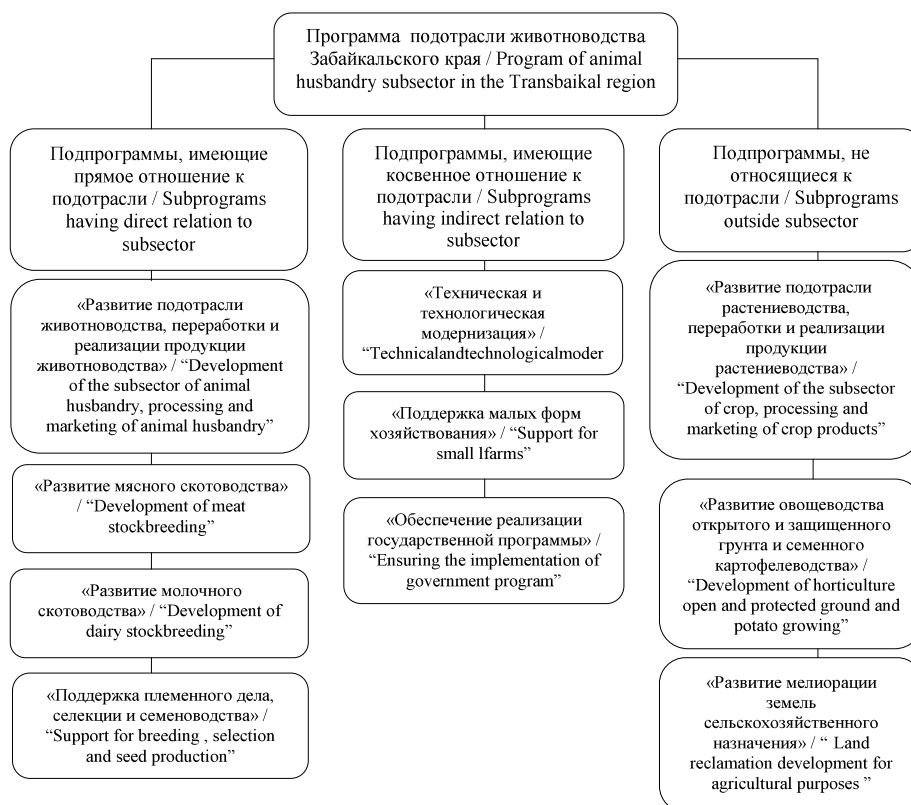 Программа подотрасли животноводства
Забайкальского края / Program of animal
husbandry subsector in the Transbaikal region
Подпрограммы, имеющие
прямое отношение к
подотрасли / Subprograms
having direct relation to
subsector
«Развитие подотрасли
животноводства, переработки и
реализации продукции
животноводства» / “Development
of the subsector of animal
husbandry, processing and
marketing of animal husbandry”
«Развитие мясного скотоводства»
/ “Development of meat
stockbreeding”
«Развитие молочного
скотоводства» / “Development of
dairy stockbreeding”
«Поддержка племенного дела,
селекции и семеноводства» /
“Support for breeding , selection
and seed production”
Подпрограммы, имеющие
косвенное отношение к
подотрасли / Subprograms
having indirect relation to
subsector
«Техническая и
технологическая
модернизация» /
“Technicalandtechnologicalmoder
«Поддержка малых форм
хозяйствования» / “Support for
small lfarms”
«Обеспечение реализации
государственной программы» /
“Ensuring the implementation of
government program”
Подпрограммы, не
относящиеся к
подотрасли / Subprograms
outside subsector
«Развитие подотрасли
растениеводства,
переработки и реализации
продукции
растениеводства» /
“Development of the subsector
of crop, processing and
marketing of crop products”
«Развитие овощеводства
открытого и защищенного
грунта и семенного
картофелеводства» /
“Development of horticulture
open and protected ground and
potato growing”
«Развитие мелиорации
земель
сельскохозяйственного
назначения» / “ Land
reclamation development for
agricultural purposes ”